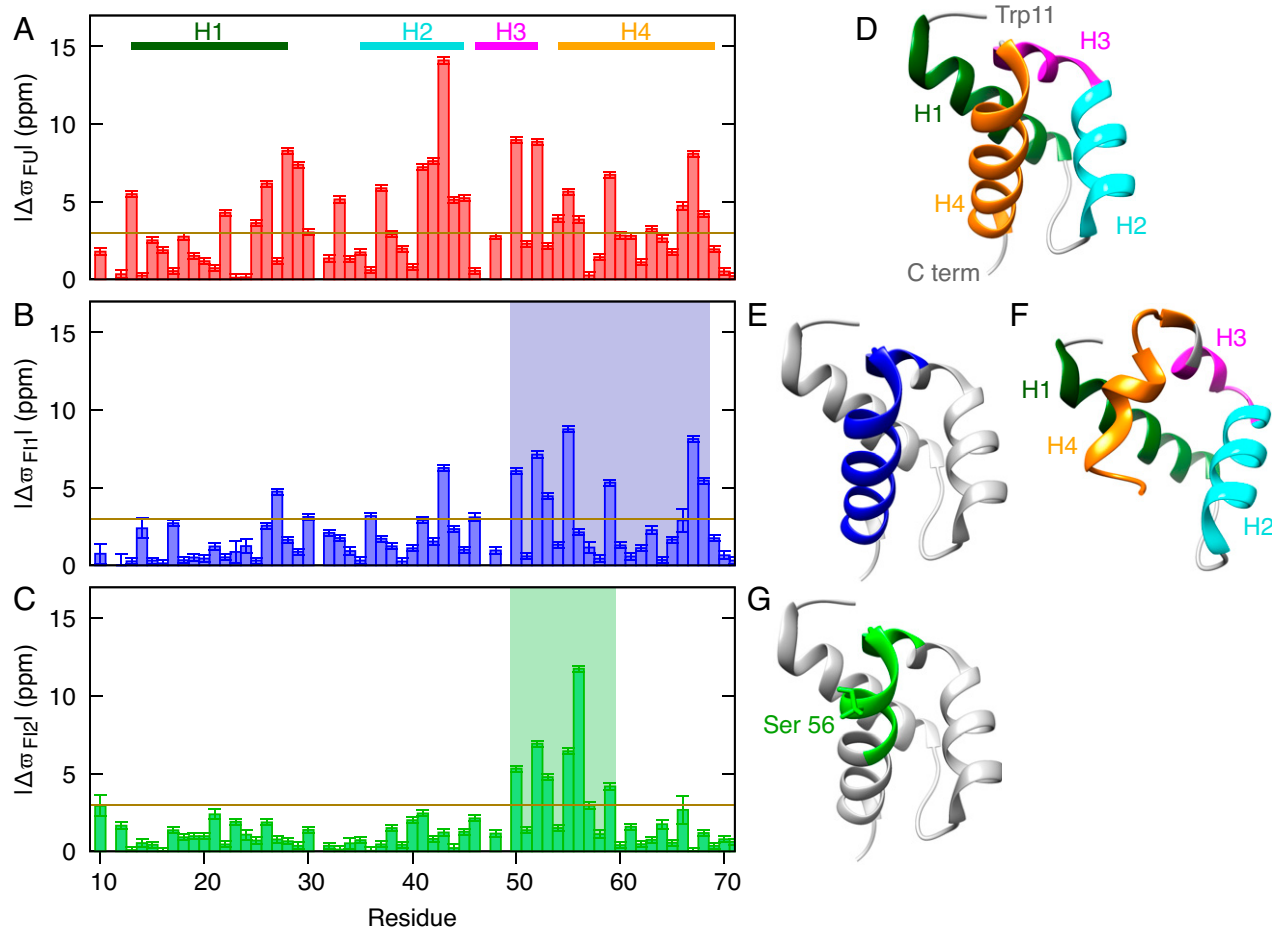 A
H1
H2
H3
H4
|Δϖ FU| (ppm)
15
10
5
0
B
|Δϖ FI1| (ppm)
15
10
5
0
C
|Δϖ FI2| (ppm)
15
10
5
0
10 20 30 40 50 60 70
Residue
D
Trp11
H3
H1
H4
H2
C term
E
F
H3
H1
H4
H2
G
Ser 56